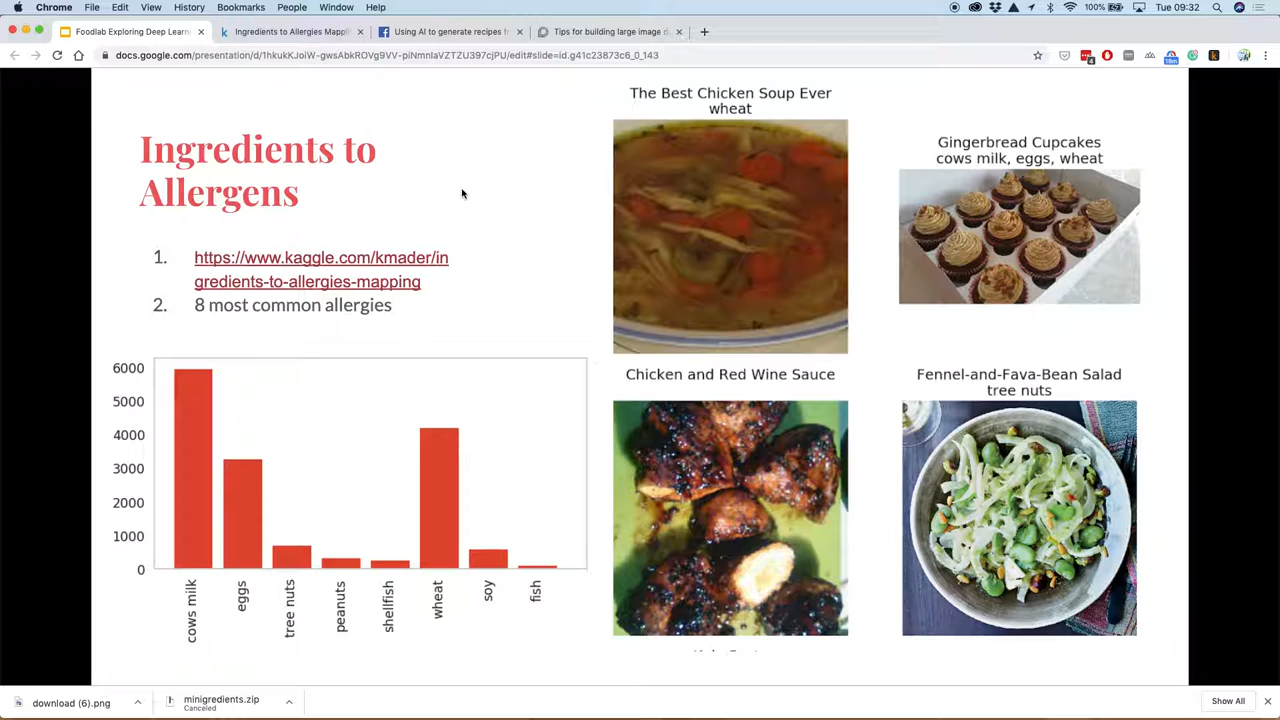 Chrome File Edit View History Bookmarks People Window Help 100% Tue 09:32
Foodlab Exploring Deep Learn Ingredients to Allergies Mappi Using AI to generate recipes f Tips for building large image d
docs.google.com/presentation/d/1hkukKJoiW-gwsAbkROVg9VV-piNmnlaVZTZU397cjPU/edit#slide=id.g41c23873c6_0_143
Ingredients to
Allergens
1. https://www.kaggle.com/kmader/in
gredients-to-allergies-mapping
2. 8 most common allergies
6000
5000
4000
3000
2000
1000
0
cows milk
eggs
tree nuts
peanuts
shellfish
wheat
soy
fish
The Best Chicken Soup Ever
wheat
Gingerbread Cupcakes
cows milk, eggs, wheat
Chicken and Red Wine Sauce
Fennel-and-Fava-Bean Salad
tree nuts
download (6).png
minigredients.zip
Canceled
Show All